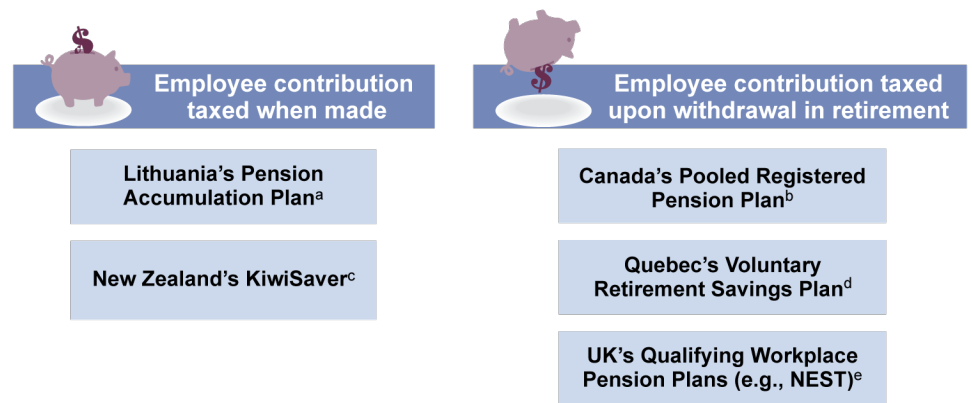 Employee contribution
taxed when made
Lithuania's Pension
Accumulation Planᵃ
New Zealand's KiwiSaverᶜ
Employee contribution taxed
upon withdrawal in retirement
Canada's Pooled Registered
Pension Planᵇ
Quebec's Voluntary
Retirement Savings Planᵈ
UK's Qualifying Workplace
Pension Plans (e.g., NEST)ᵉ